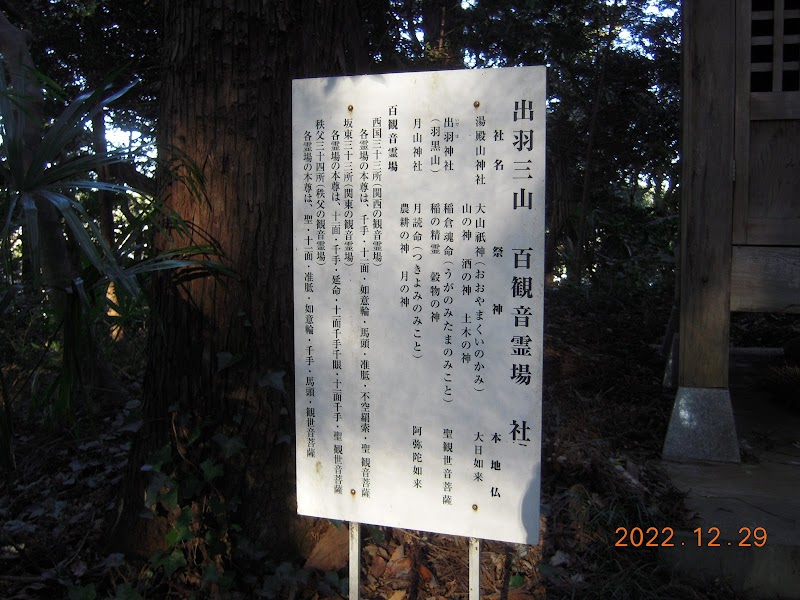 出羽三山 百観音霊場 社
社名 祭神 本地仏
湯殿山神社 大山祇神(おおやまくいのかみ) 大日如来
山の神 酒の神 土木の神
出羽神社 稲倉魂命(うがのみたまのみこと) 聖観世音菩薩
(羽黒山) 稲の精霊 穀物の神
月山神社 月読命(つきよみのみこと) 阿弥陀如来
農耕の神 月の神
百観音霊場
西国三十三所(関西の観音霊場)
各霊場の本尊は、千手・十一面・如意輪・馬頭・准胝・不空羂索・聖 観世音菩薩
坂東三十三所(関東の観音霊場)
各霊場の本尊は、十一面・千手・延命・十一面千手千眼・十一面千手・聖 観世音菩薩
秩父三十四所(秩父の観音霊場)
各霊場の本尊は、聖・十一面・准胝・如意輪・千手・馬頭・観世音菩薩
2022.12.29